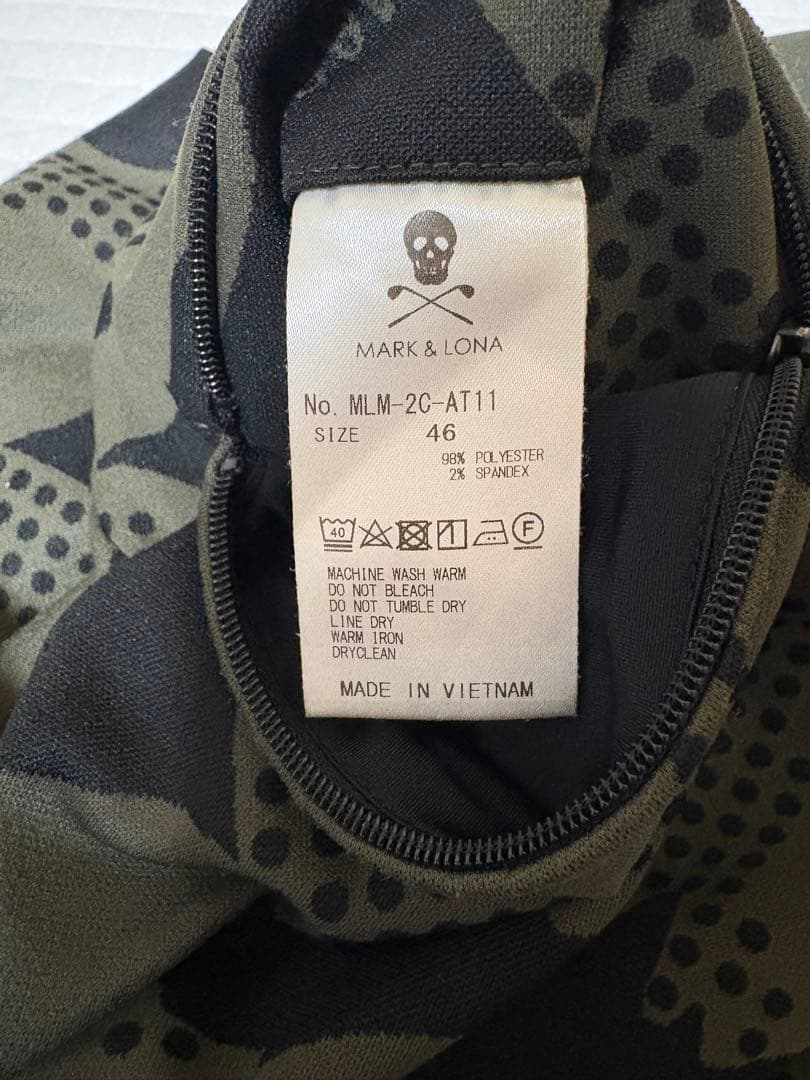 MARK & LONA
No. MLM-2C-AT11
SIZE 46
98% POLYESTER
2% SPANDEX
40 F
MACHINE WASH WARM
DO NOT BLEACH
DO NOT TUMBLE DRY
LINE DRY
WARM IRON
DRYCLEAN
MADE IN VIETNAM